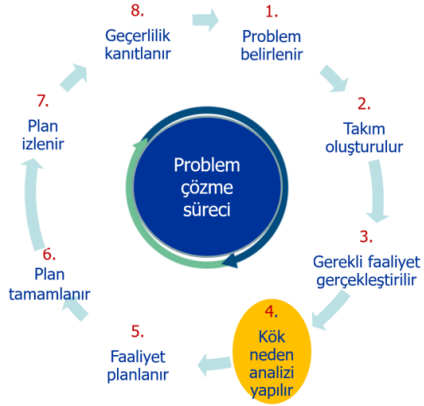 1.
Problem
belirlenir
2.
Takım
oluşturulur
3.
Gerekli faaliyet
gerçekleştirilir
4.
Kök
neden
analizi
yapılır
5.
Faaliyet
planlanır
6.
Plan
tamamlanır
7.
Plan
izlenir
8.
Geçerlilik
kanıtlanır
Problem
çözme
süreci